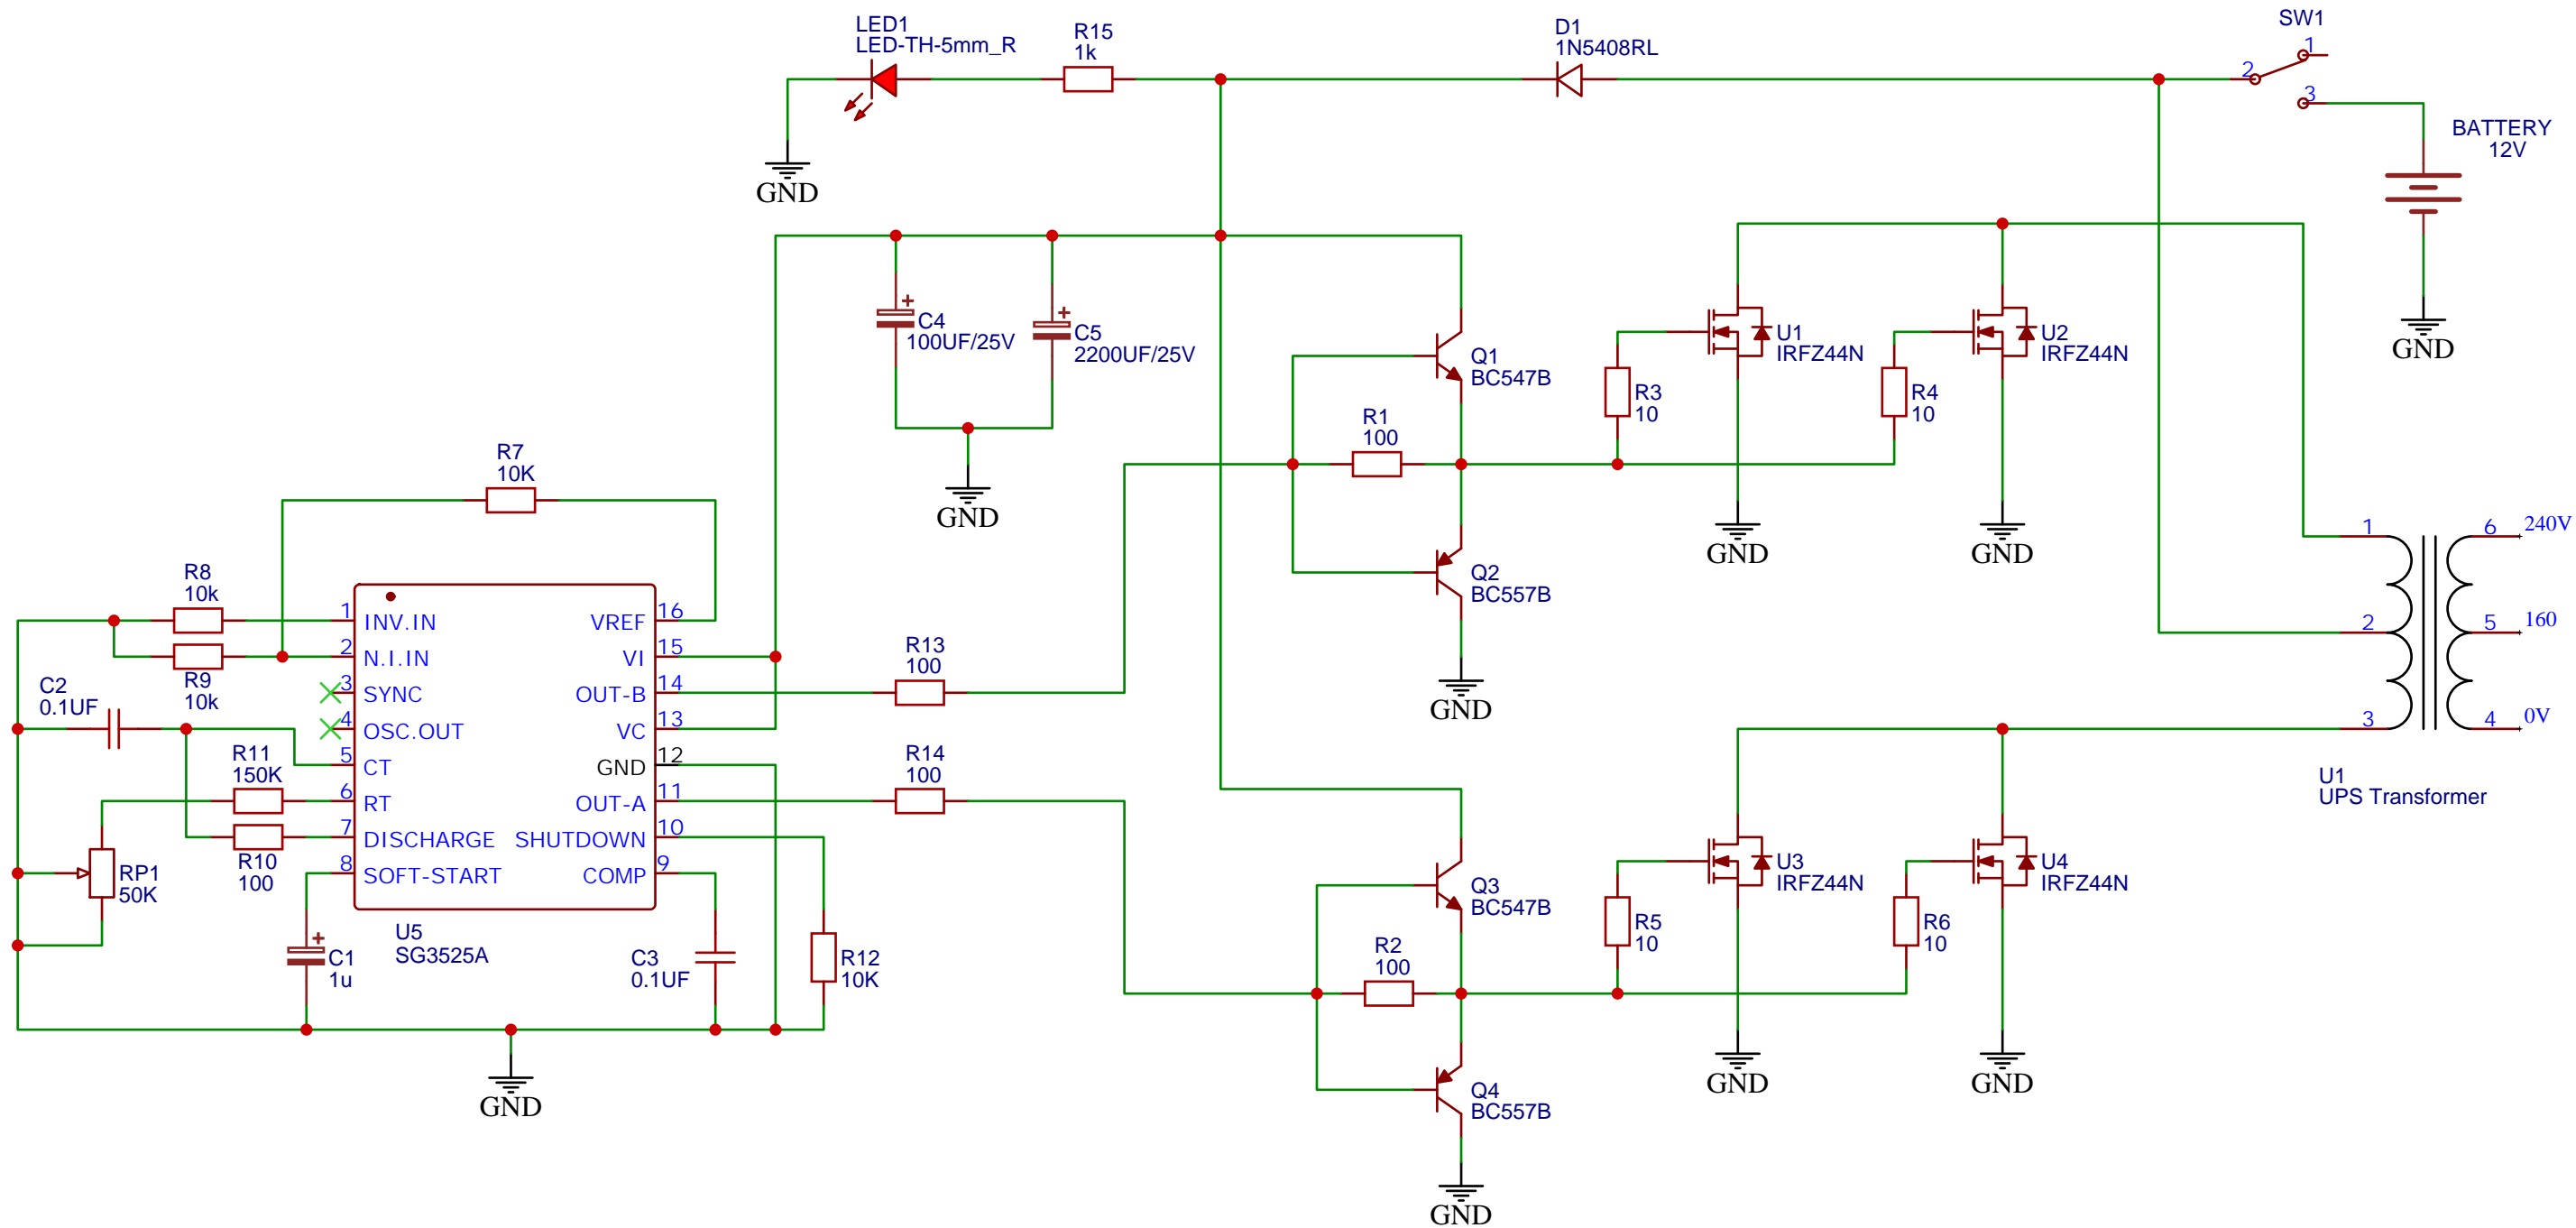 LED1
LED-TH-5mm_R
R15
1k
D1
1N5408RL
SW1
1
2
3
BATTERY
12V
GND
GND
C4
100UF/25V
C5
2200UF/25V
GND
Q1
BC547B
R1
100
Q2
BC557B
GND
R3
10
U1
IRFZ44N
GND
R4
10
U2
IRFZ44N
GND
R7
10K
R8
10k
R9
10k
C2
0.1UF
R11
150K
R10
100
RP1
50K
1 INV.IN
2 N.I.IN
3 SYNC
4 OSC.OUT
5 CT
6 RT
7 DISCHARGE
8 SOFT-START
VREF 16
VI 15
OUT-B 14
VC 13
GND 12
OUT-A 11
SHUTDOWN 10
COMP 9
U5
SG3525A
C1
1u
C3
0.1UF
R12
10K
GND
R13
100
R14
100
Q3
BC547B
R2
100
Q4
BC557B
GND
R5
10
U3
IRFZ44N
GND
R6
10
U4
IRFZ44N
GND
1
2
3
6 240V
5 160
4 0V
U1
UPS Transformer